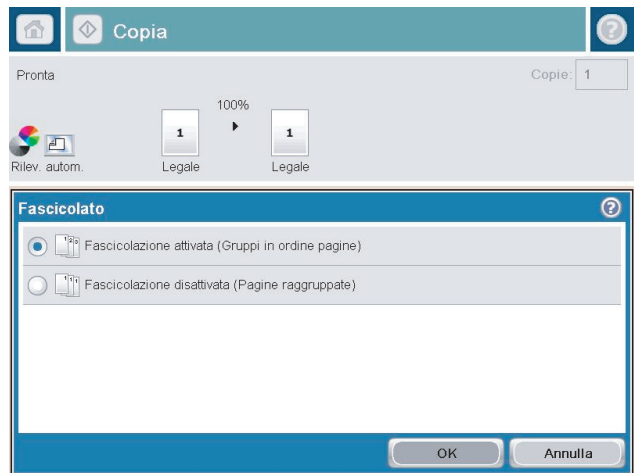 Copia
Pronta
Copie: 1
100%
1 1
Rilev. autom. Legale Legale
Fascicolato
Fascicolazione attivata (Gruppi in ordine pagine)
Fascicolazione disattivata (Pagine raggruppate)
OK Annulla